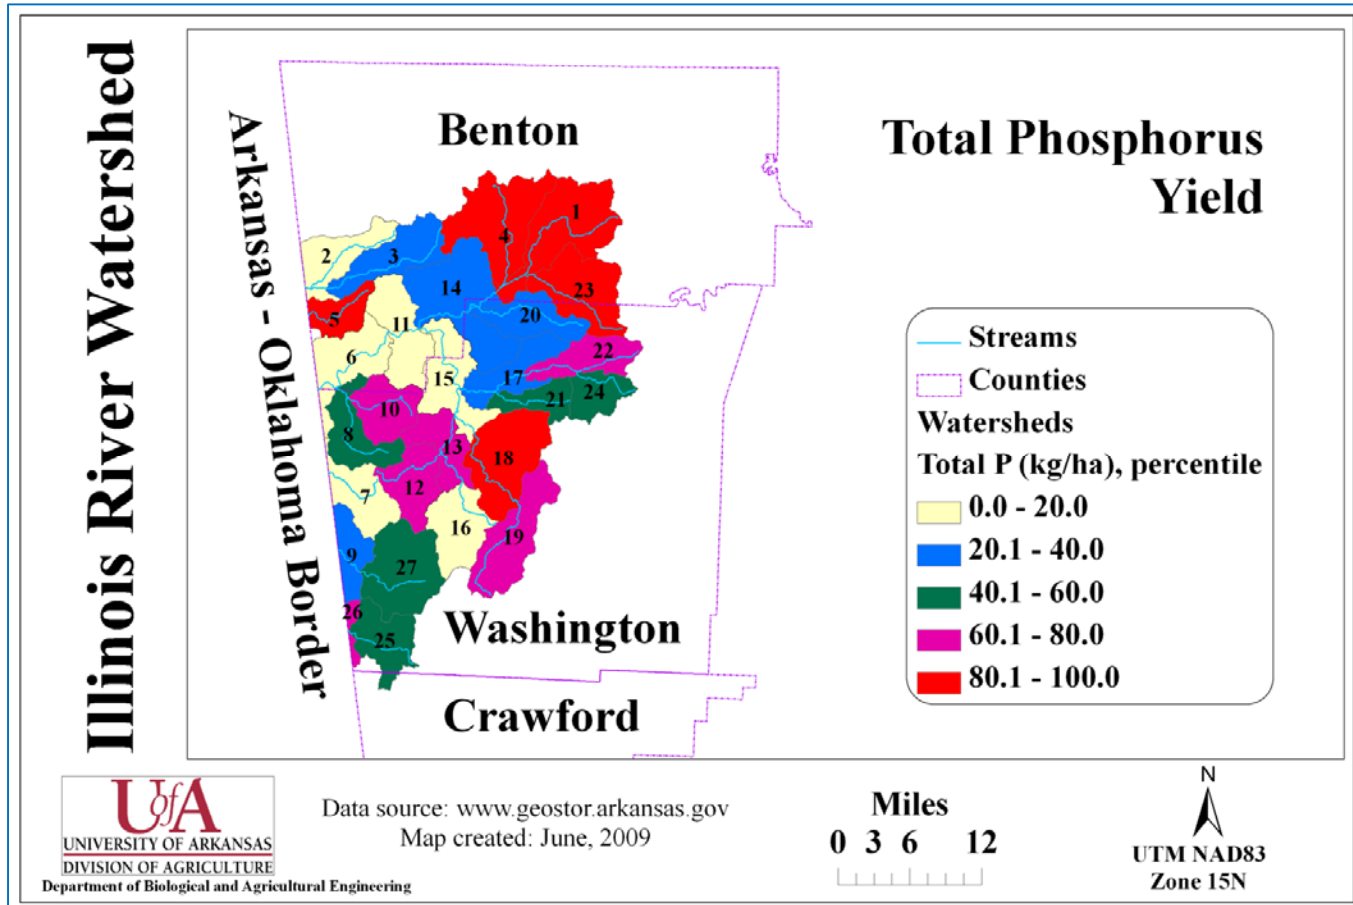 Illinois River Watershed
Arkansas - Oklahoma Border
Benton
Total Phosphorus
Yield
1
4
2
3
14
23
5
11
20
6
22
15
17
21
24
10
8
13
18
12
7
16
19
9
27
26
25
Washington
Crawford
Streams
Counties
Watersheds
Total P (kg/ha), percentile
0.0 - 20.0
20.1 - 40.0
40.1 - 60.0
60.1 - 80.0
80.1 - 100.0
UofA
UNIVERSITY OF ARKANSAS
DIVISION OF AGRICULTURE
Department of Biological and Agricultural Engineering
Data source: www.geostor.arkansas.gov
Map created: June, 2009
Miles
0 3 6 12
N
UTM NAD83
Zone 15N